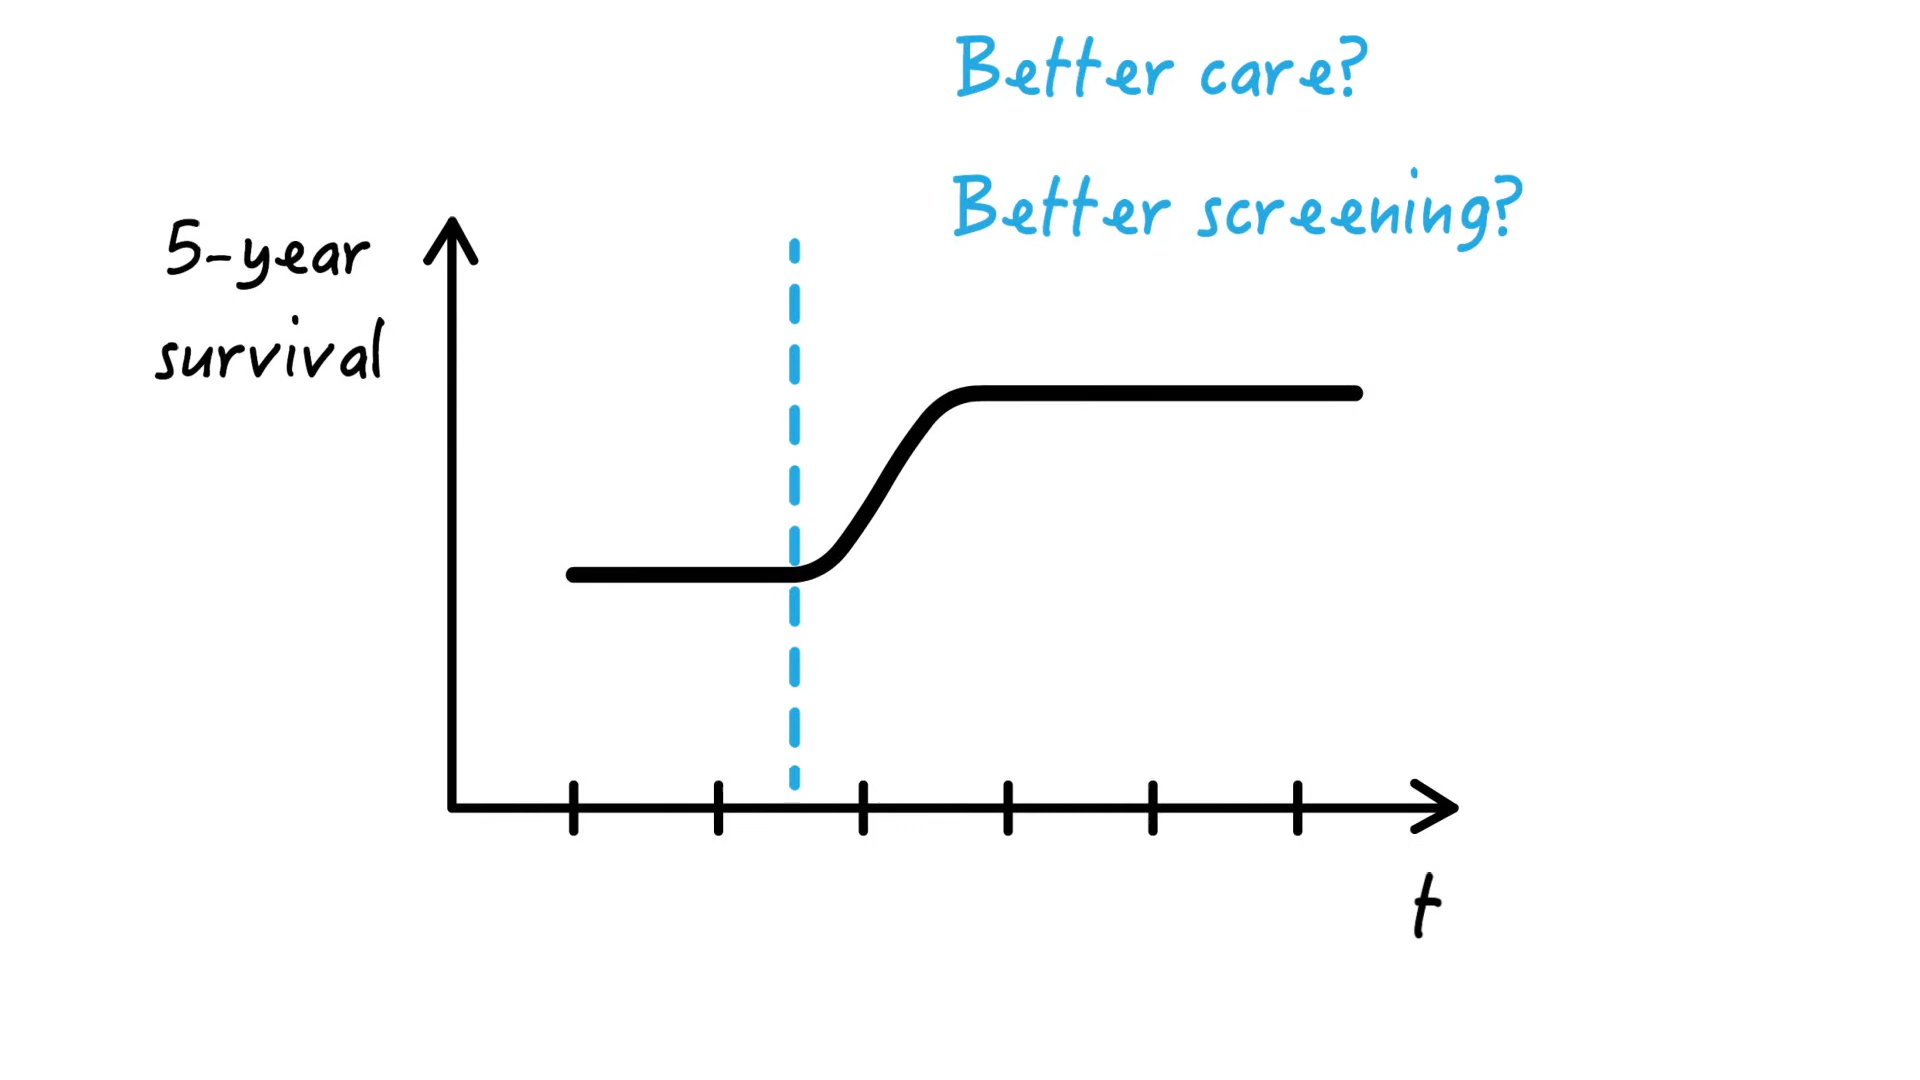 Better care?
Better screening?
5-year
survival
t